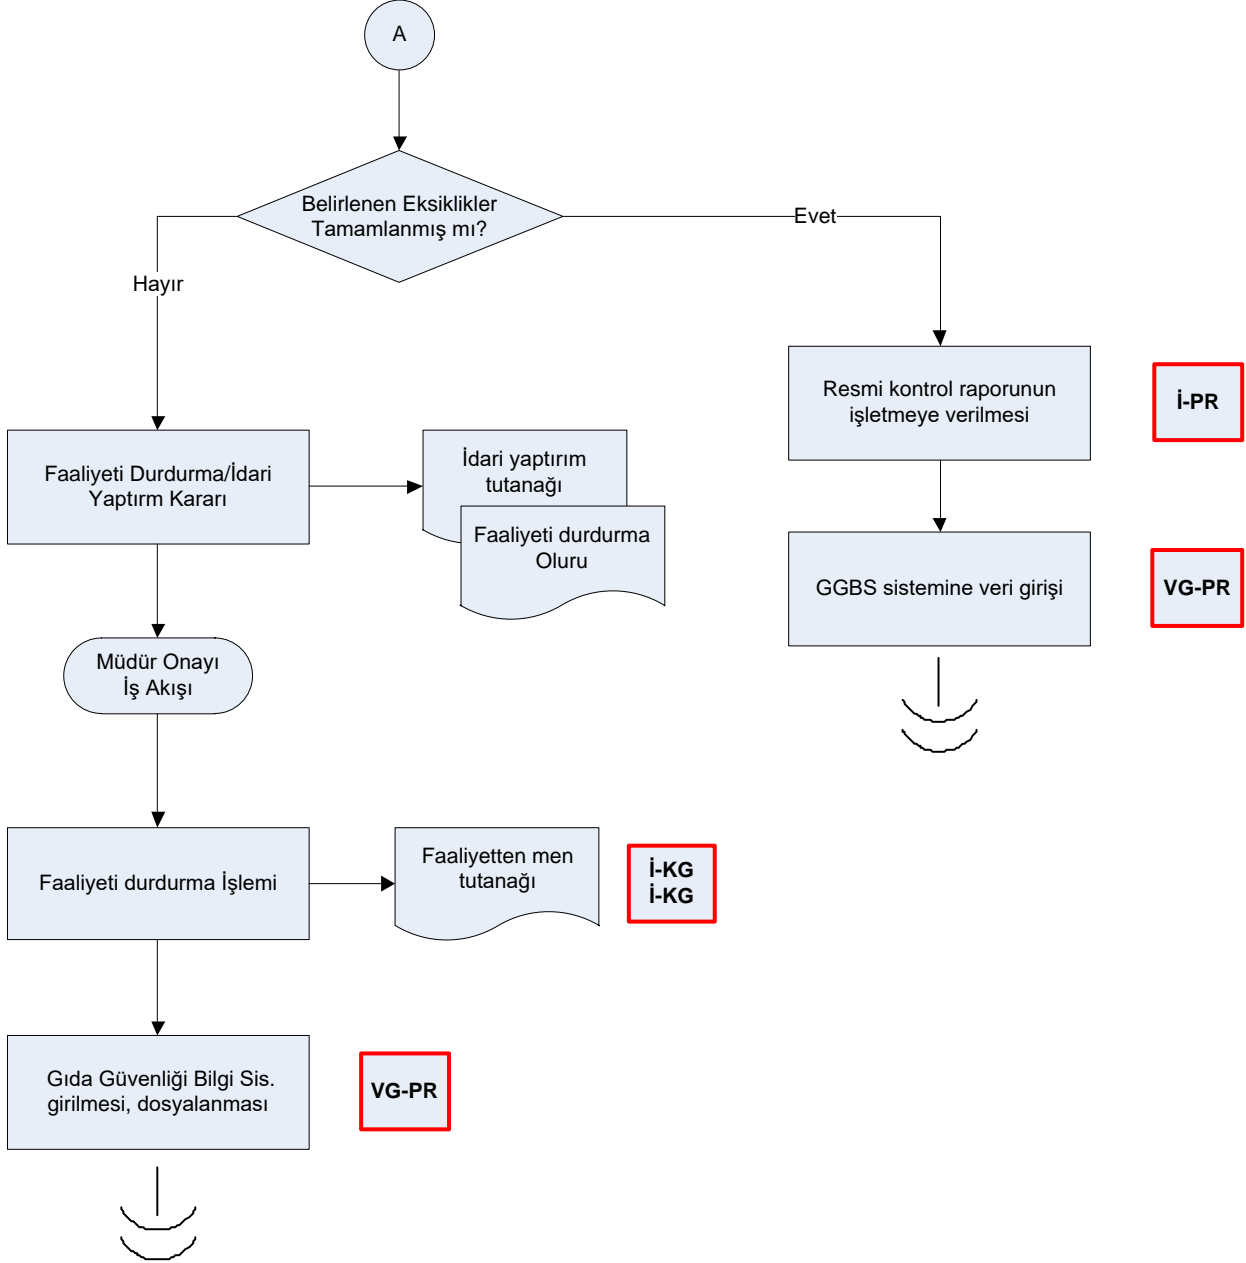 A
Belirlenen Eksiklikler
Tamamlanmış mı?
Evet
Hayır
Resmi kontrol raporunun
işletmeye verilmesi
İ-PR
Faaliyeti Durdurma/İdari
Yaptırm Kararı
İdari yaptırım
tutanağı
Faaliyeti durdurma
Oluru
GGBS sistemine veri girişi
VG-PR
Müdür Onayı
İş Akışı
Faaliyeti durdurma İşlemi
Faaliyetten men
tutanağı
İ-KG
İ-KG
Gıda Güvenliği Bilgi Sis.
girilmesi, dosyalanması
VG-PR